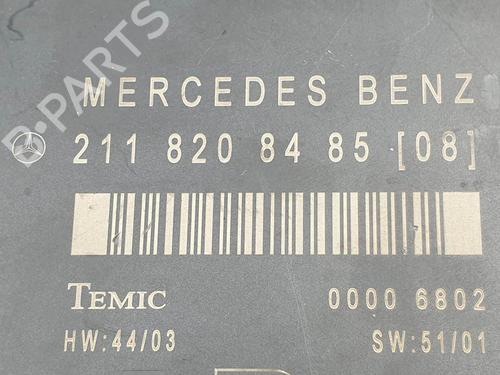 B-PARTS
MERCEDES BENZ
211 820 84 85 [08]
TEMIC 0000 6802
HW:44/03 SW:51/01